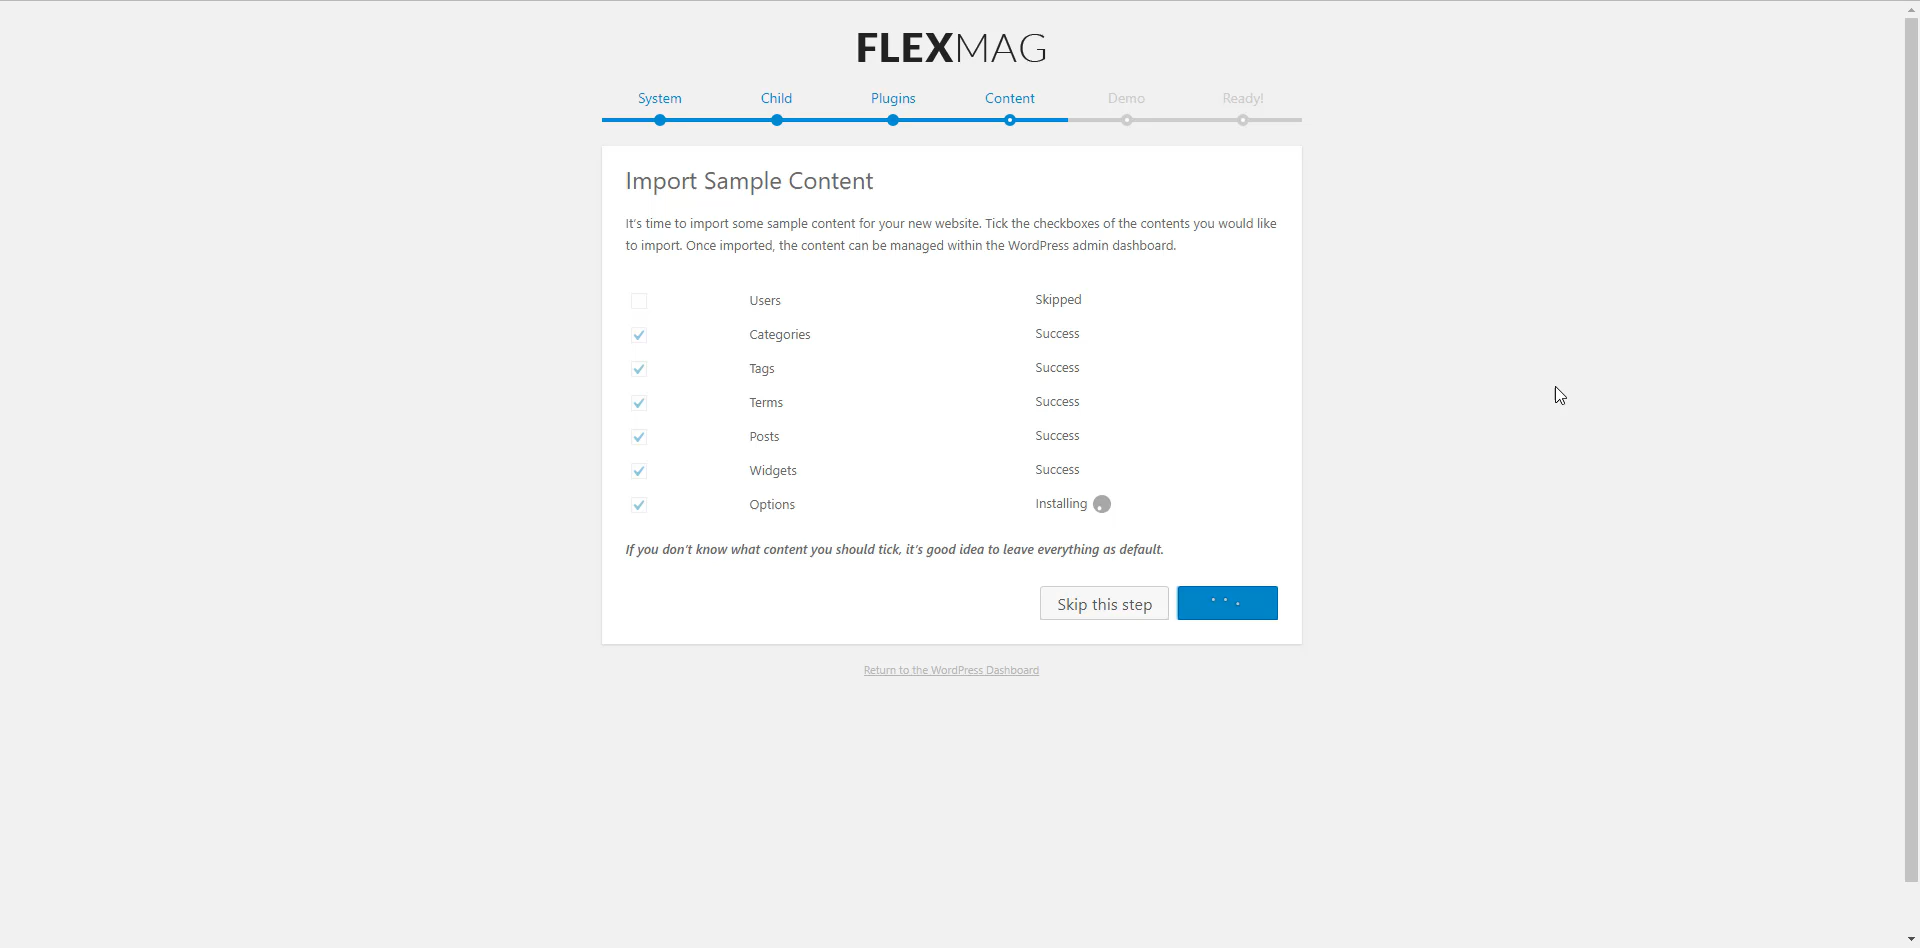 FLEXMAG
System Child Plugins Content Demo Ready!
Import Sample Content
It's time to import some sample content for your new website. Tick the checkboxes of the contents you would like
to import. Once imported, the content can be managed within the WordPress admin dashboard.
Users Skipped
Categories Success
Tags Success
Terms Success
Posts Success
Widgets Success
Options Installing
If you don't know what content you should tick, it's good idea to leave everything as default.
Skip this step
Return to the WordPress Dashboard